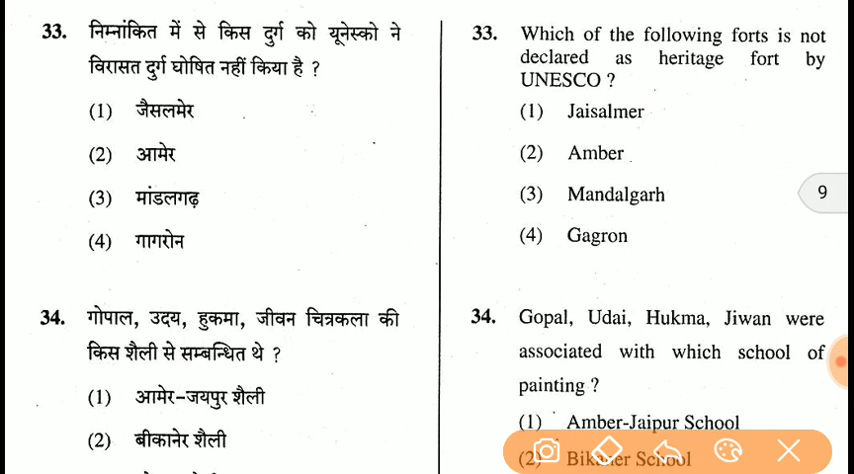 33. निम्नांकित में से किस दुर्ग को यूनेस्को ने
विरासत दुर्ग घोषित नहीं किया है ?
(1) जैसलमेर
(2) आमेर
(3) मांडलगढ़
(4) गागरोन
34. गोपाल, उदय, हुकमा, जीवन चित्रकला की
किस शैली से सम्बन्धित थे ?
(1) आमेर-जयपुर शैली
(2) बीकानेर शैली
33. Which of the following forts is not
declared as heritage fort by
UNESCO ?
(1) Jaisalmer
(2) Amber
(3) Mandalgarh
(4) Gagron
9
34. Gopal, Udai, Hukma, Jiwan were
associated with which school of
painting ?
(1) Amber-Jaipur School
(2) Bikaner School